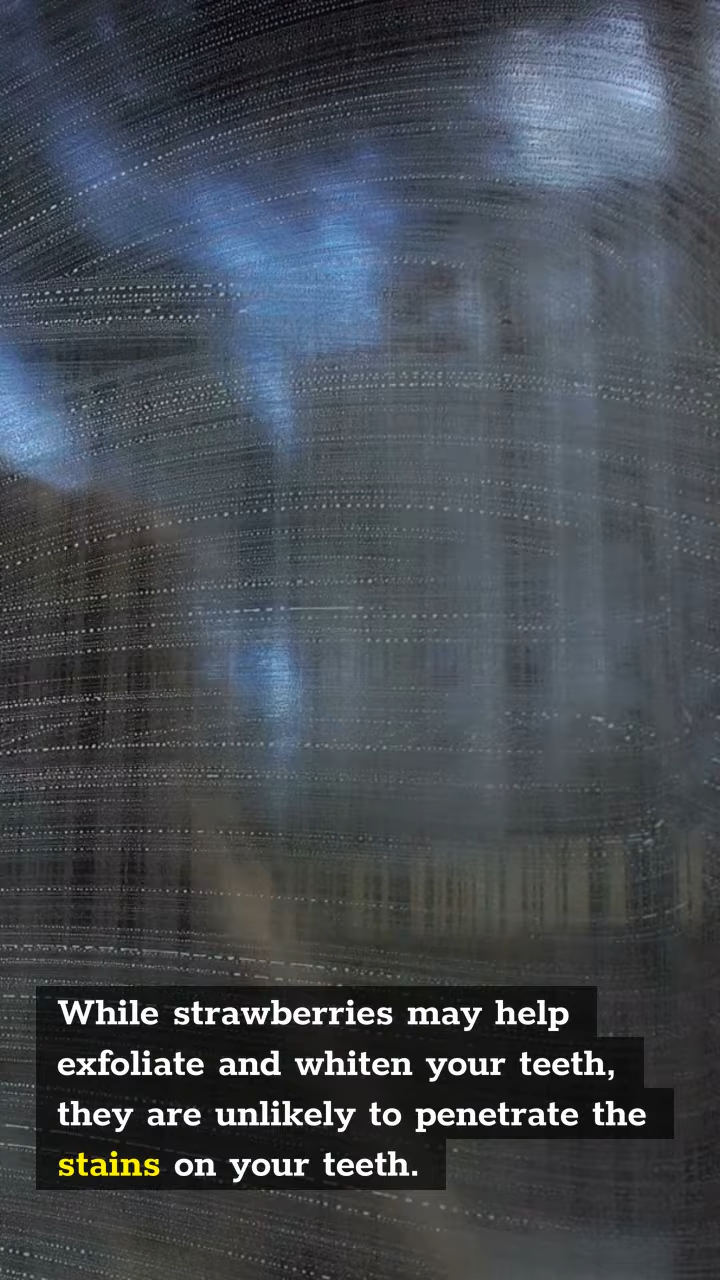 While strawberries may help
exfoliate and whiten your teeth,
they are unlikely to penetrate the
stains on your teeth.